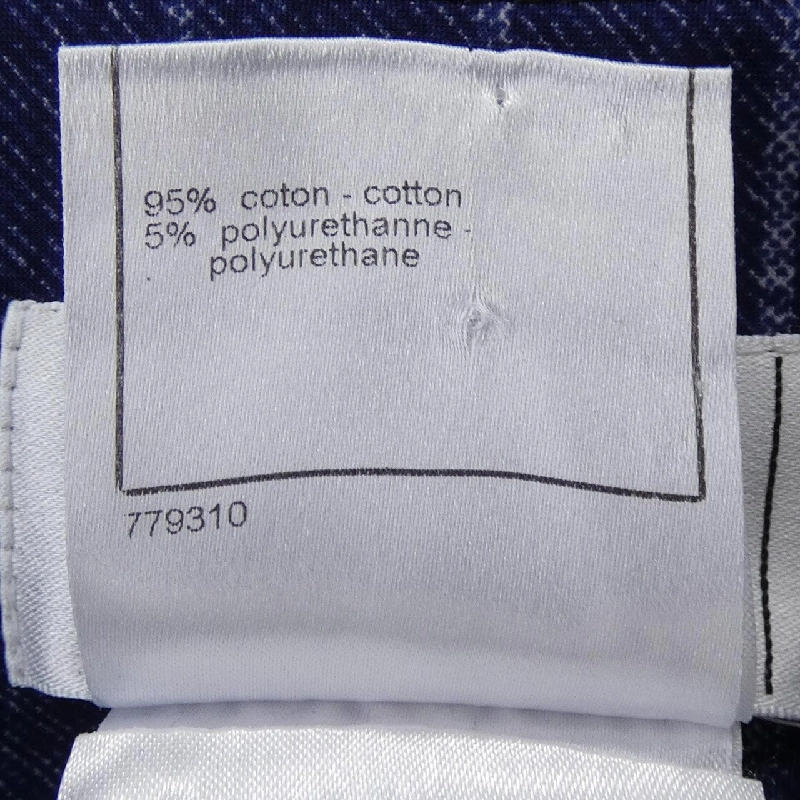 95% coton - cotton
5% polyurethanne -
polyurethane
779310